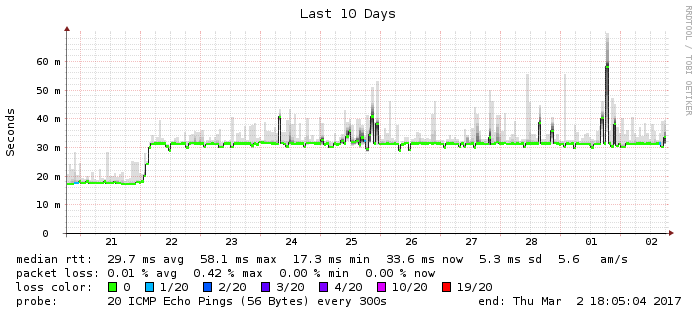 Last 10 Days
RRDTOOL / TOBI OETIKER
Seconds
60 m
50 m
40 m
30 m
20 m
10 m
0
21 22 23 24 25 26 27 28 01 02
median rtt: 29.7 ms avg 58.1 ms max 17.3 ms min 33.6 ms now 5.3 ms sd 5.6 am/s
packet loss: 0.01 % avg 0.42 % max 0.00 % min 0.00 % now
loss color: 0 1/20 2/20 3/20 4/20 10/20 19/20
probe: 20 ICMP Echo Pings (56 Bytes) every 300s end: Thu Mar 2 18:05:04 2017